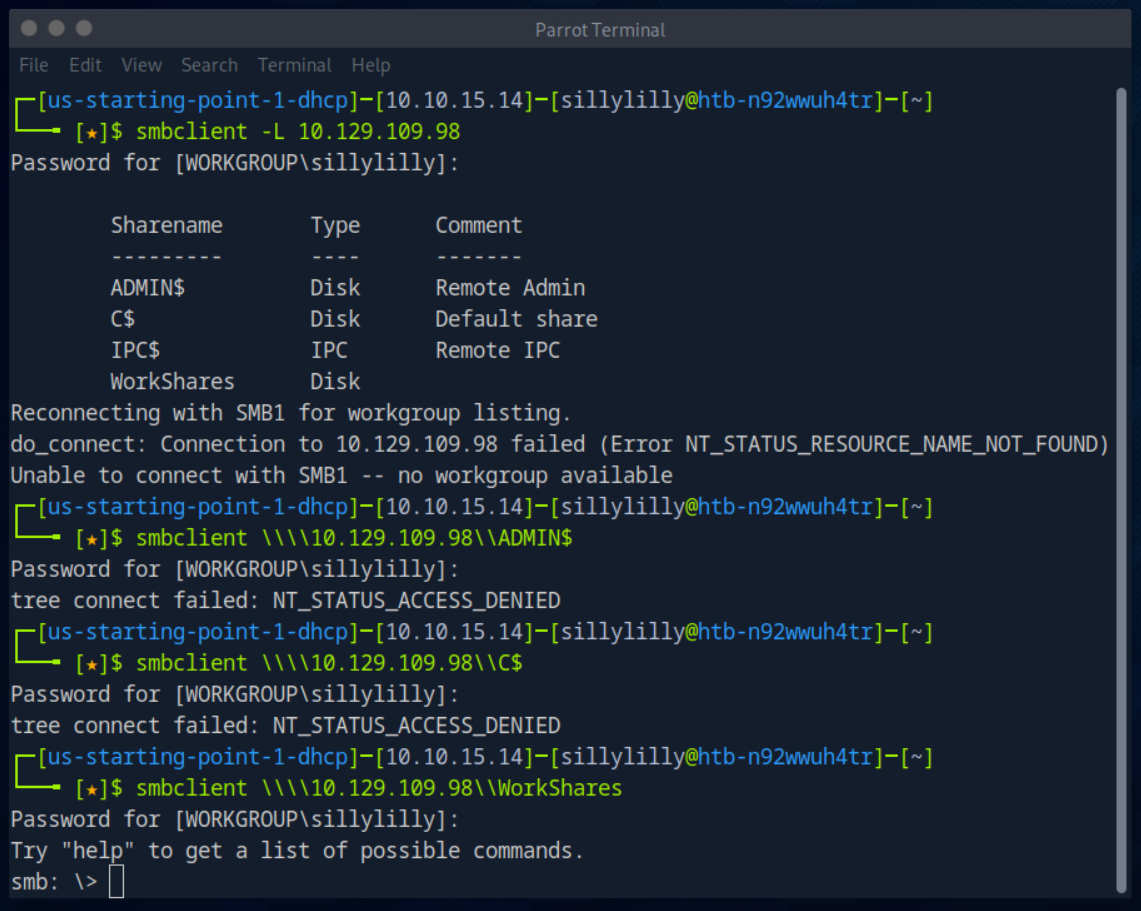 Parrot Terminal
File Edit View Search Terminal Help
┌─[us-starting-point-1-dhcp]─[10.10.15.14]─[sillylilly@htb-n92wwuh4tr]─[~]
└──╼ [★]$ smbclient -L 10.129.109.98
Password for [WORKGROUP\sillylilly]:
Sharename Type Comment
--------- ---- -------
ADMIN$ Disk Remote Admin
C$ Disk Default share
IPC$ IPC Remote IPC
WorkShares Disk
Reconnecting with SMB1 for workgroup listing.
do_connect: Connection to 10.129.109.98 failed (Error NT_STATUS_RESOURCE_NAME_NOT_FOUND)
Unable to connect with SMB1 -- no workgroup available
┌─[us-starting-point-1-dhcp]─[10.10.15.14]─[sillylilly@htb-n92wwuh4tr]─[~]
└──╼ [★]$ smbclient \\\\10.129.109.98\\ADMIN$
Password for [WORKGROUP\sillylilly]:
tree connect failed: NT_STATUS_ACCESS_DENIED
┌─[us-starting-point-1-dhcp]─[10.10.15.14]─[sillylilly@htb-n92wwuh4tr]─[~]
└──╼ [★]$ smbclient \\\\10.129.109.98\\C$
Password for [WORKGROUP\sillylilly]:
tree connect failed: NT_STATUS_ACCESS_DENIED
┌─[us-starting-point-1-dhcp]─[10.10.15.14]─[sillylilly@htb-n92wwuh4tr]─[~]
└──╼ [★]$ smbclient \\\\10.129.109.98\\WorkShares
Password for [WORKGROUP\sillylilly]:
Try "help" to get a list of possible commands.
smb: \>